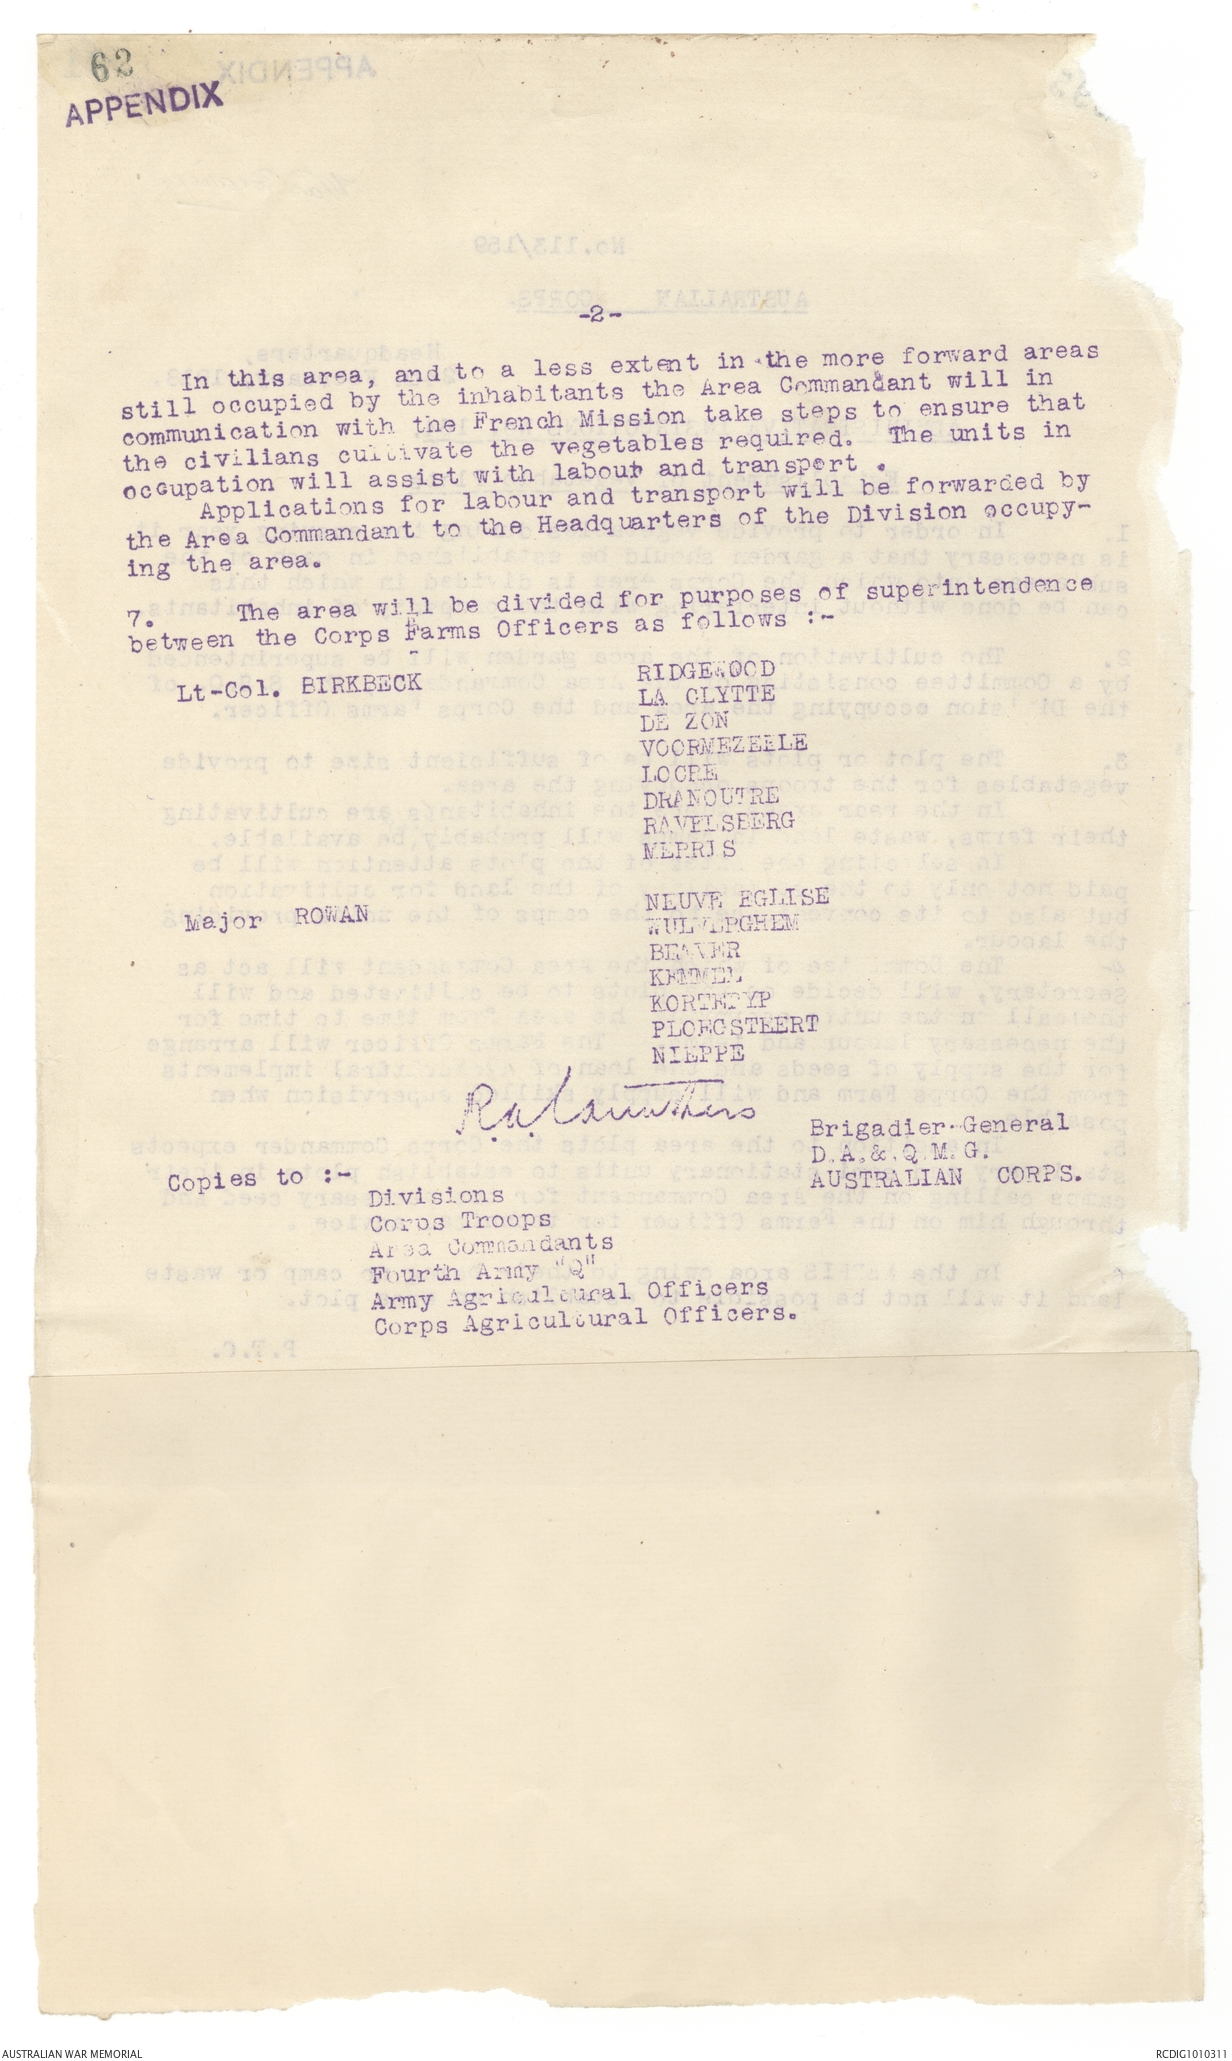 62
APPENDIX
-2-
In this area, and to a less extent in the more forward areas
still occupied by the inhabitants the Area Commandant will in
communication with the French Mission take steps to ensure that
the civilians cultivate the vegetables required. The units in
occupation will assist with labour and transport .
Applications for labour and transport will be forwarded by
the Area Commandant to the Headquarters of the Division occupy-
ing the area.
7. The area will be divided for purposes of superintendence
between the Corps Farms Officers as follows :-
Lt-Col. BIRKBECK
RIDGEWOOD
LA CLYTTE
DE ZON
VOORMEZEELE
LOCRE
DRANOUTRE
RAVELSBERG
MERRIS
Major ROWAN
NEUVE EGLISE
WULVERGHEM
BEAVER
KEMMEL
KORTEPYP
PLOEGSTEERT
NIEPPE
R.A. Carruthers
Brigadier-General
D.A.&.Q.M.G.
AUSTRALIAN CORPS.
Copies to :-
Divisions
Corps Troops
Area Commandants
Fourth Army "Q"
Army Agricultural Officers
Corps Agricultural Officers.
AUSTRALIAN WAR MEMORIAL
RCDIG1010311